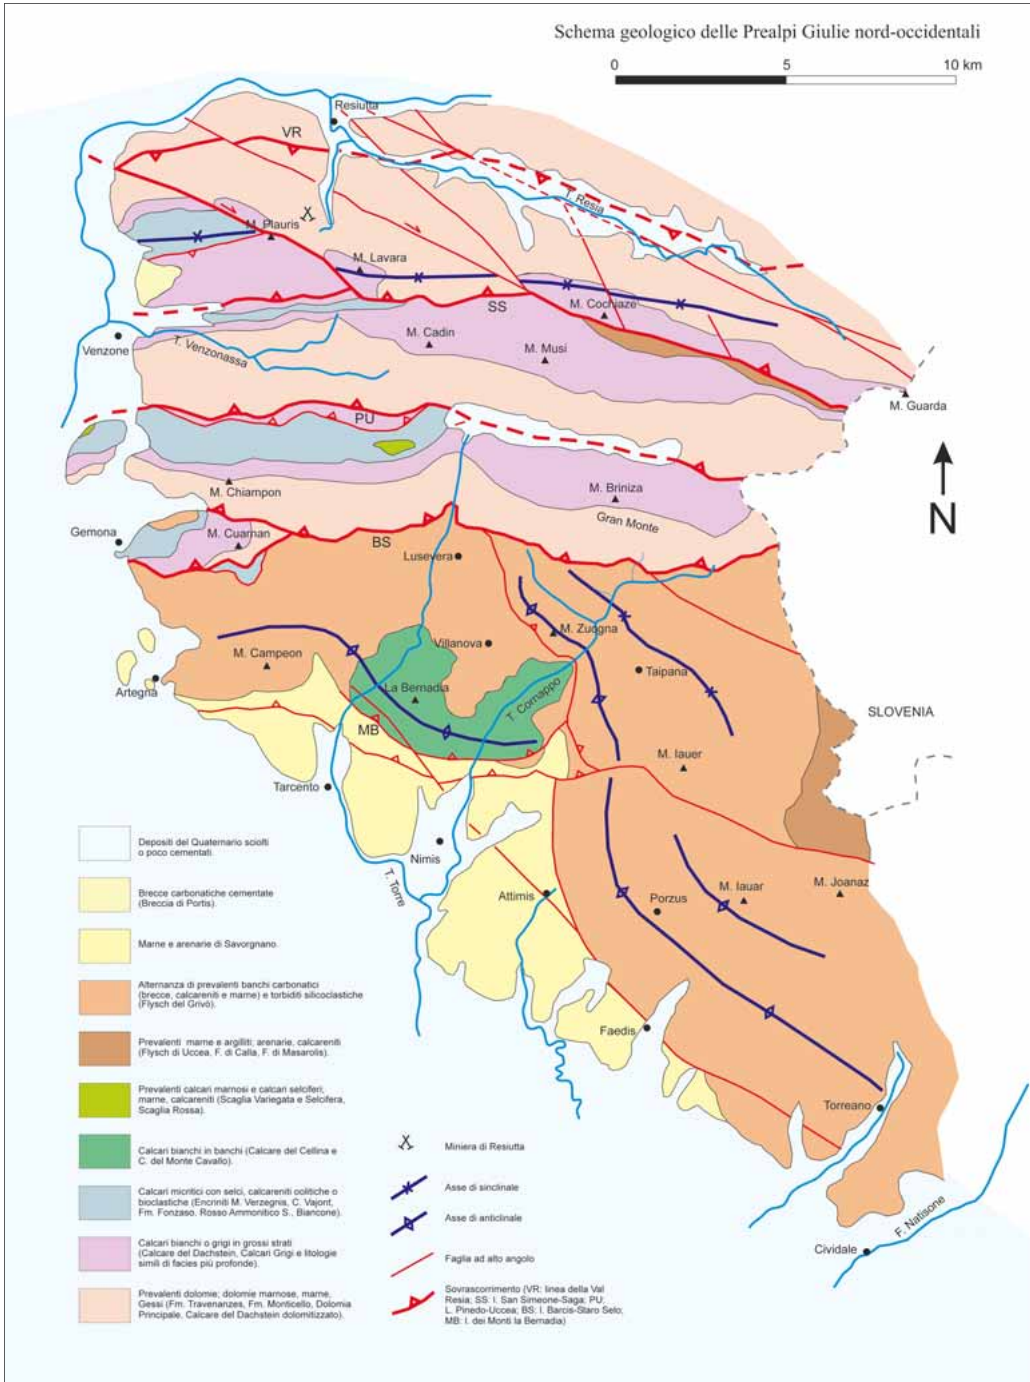 Schema geologico delle Prealpi Giulie nord-occidentali
0
5
10 km
Resiutta
VR
T. Resia
M. Plauris
M. Lavara
SS
M. Cochiaze
M. Cadin
Venzone
T. Venzonassa
M. Musi
M. Guarda
PU
M. Chiampon
M. Briniza
Gran Monte
N
Gemona
M. Cuarnan
BS
Lusevera
M. Zuogna
Villanova
M. Campeon
Taipana
Artegna
La Bernadia
T. Cornappo
SLOVENIA
MB
M. Iauer
Tarcento
Nimis
T. Torre
Attimis
Porzus
M. Iauar
M. Joanaz
Faedis
Torreano
F. Natisone
Cividale
Depositi del Quaternario sciolti
o poco cementati.
Brecce carbonatiche cementate
(Breccia di Portis).
Marne e arenarie di Savorgnano.
Alternanza di prevalenti banchi carbonatici
(brecce, calcareniti e marne) e torbiditi silicoclastiche
(Flysch del Grivò).
Prevalenti marne e argilliti; arenarie, calcareniti
(Flysch di Uccea, F. di Calla, F. di Masarolis).
Prevalenti calcari marnosi e calcari selciferi;
marne, calcareniti (Scaglia Variegata e Selcifera,
Scaglia Rossa).
Calcari bianchi in banchi (Calcare del Cellina e
C. del Monte Cavallo).
Calcari micritici con selci, calcareniti oolitiche o
bioclastiche (Encriniti M. Verzegnis, C. Vajont,
Fm. Fonzaso, Rosso Ammonitico S., Biancone).
Calcari bianchi o grigi in grossi strati
(Calcare del Dachstein, Calcari Grigi e litologie
simili di facies più profonde).
Prevalenti dolomie; dolomie marnose, marne,
Gessi (Fm. Travenanzes, Fm. Monticello, Dolomia
Principale, Calcare del Dachstein dolomitizzato).
Miniera di Resiutta
Asse di sinclinale
Asse di anticlinale
Faglia ad alto angolo
Sovrascorrimento (VR: linea della Val
Resia; SS: l. San Simeone-Saga; PU:
L. Pinedo-Uccea; BS: l. Barcis-Staro Selo;
MB: l. dei Monti la Bernadia)